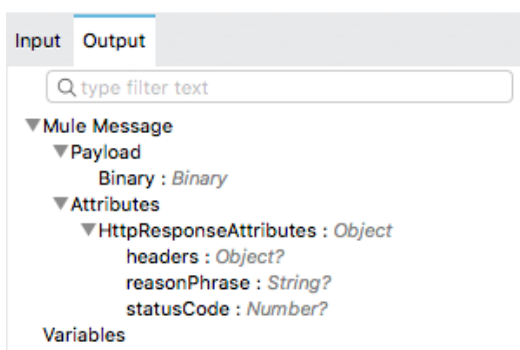 Input Output
type filter text
Mule Message
Payload
Binary : Binary
Attributes
HttpResponseAttributes : Object
headers : Object?
reasonPhrase : String?
statusCode : Number?
Variables